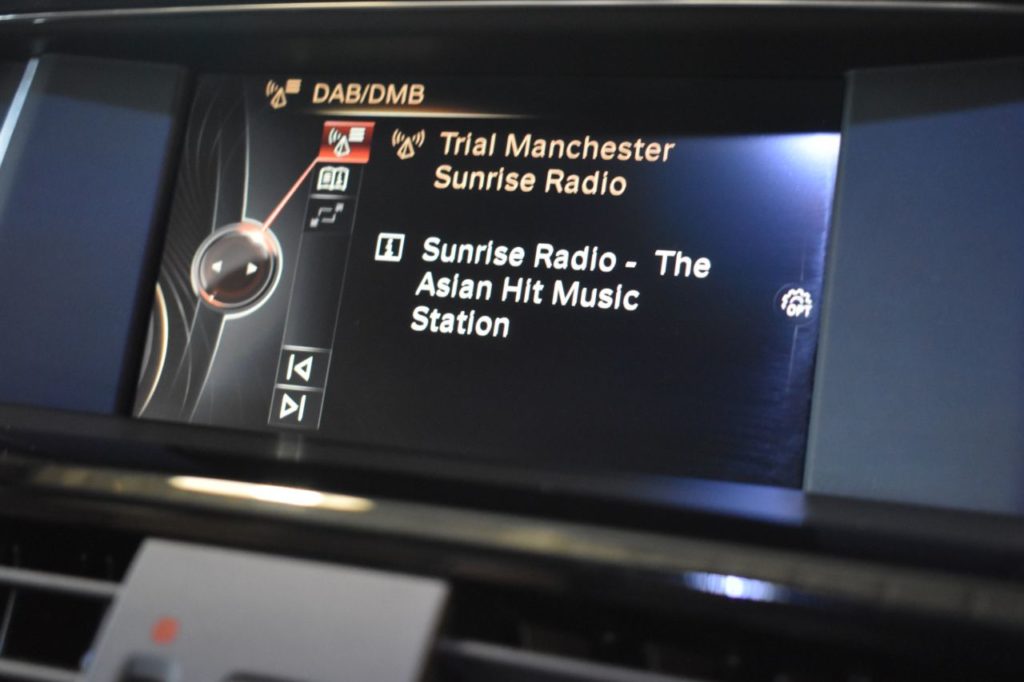 DAB/DMB
Trial Manchester
Sunrise Radio
Sunrise Radio - The
Asian Hit Music
Station
OPT